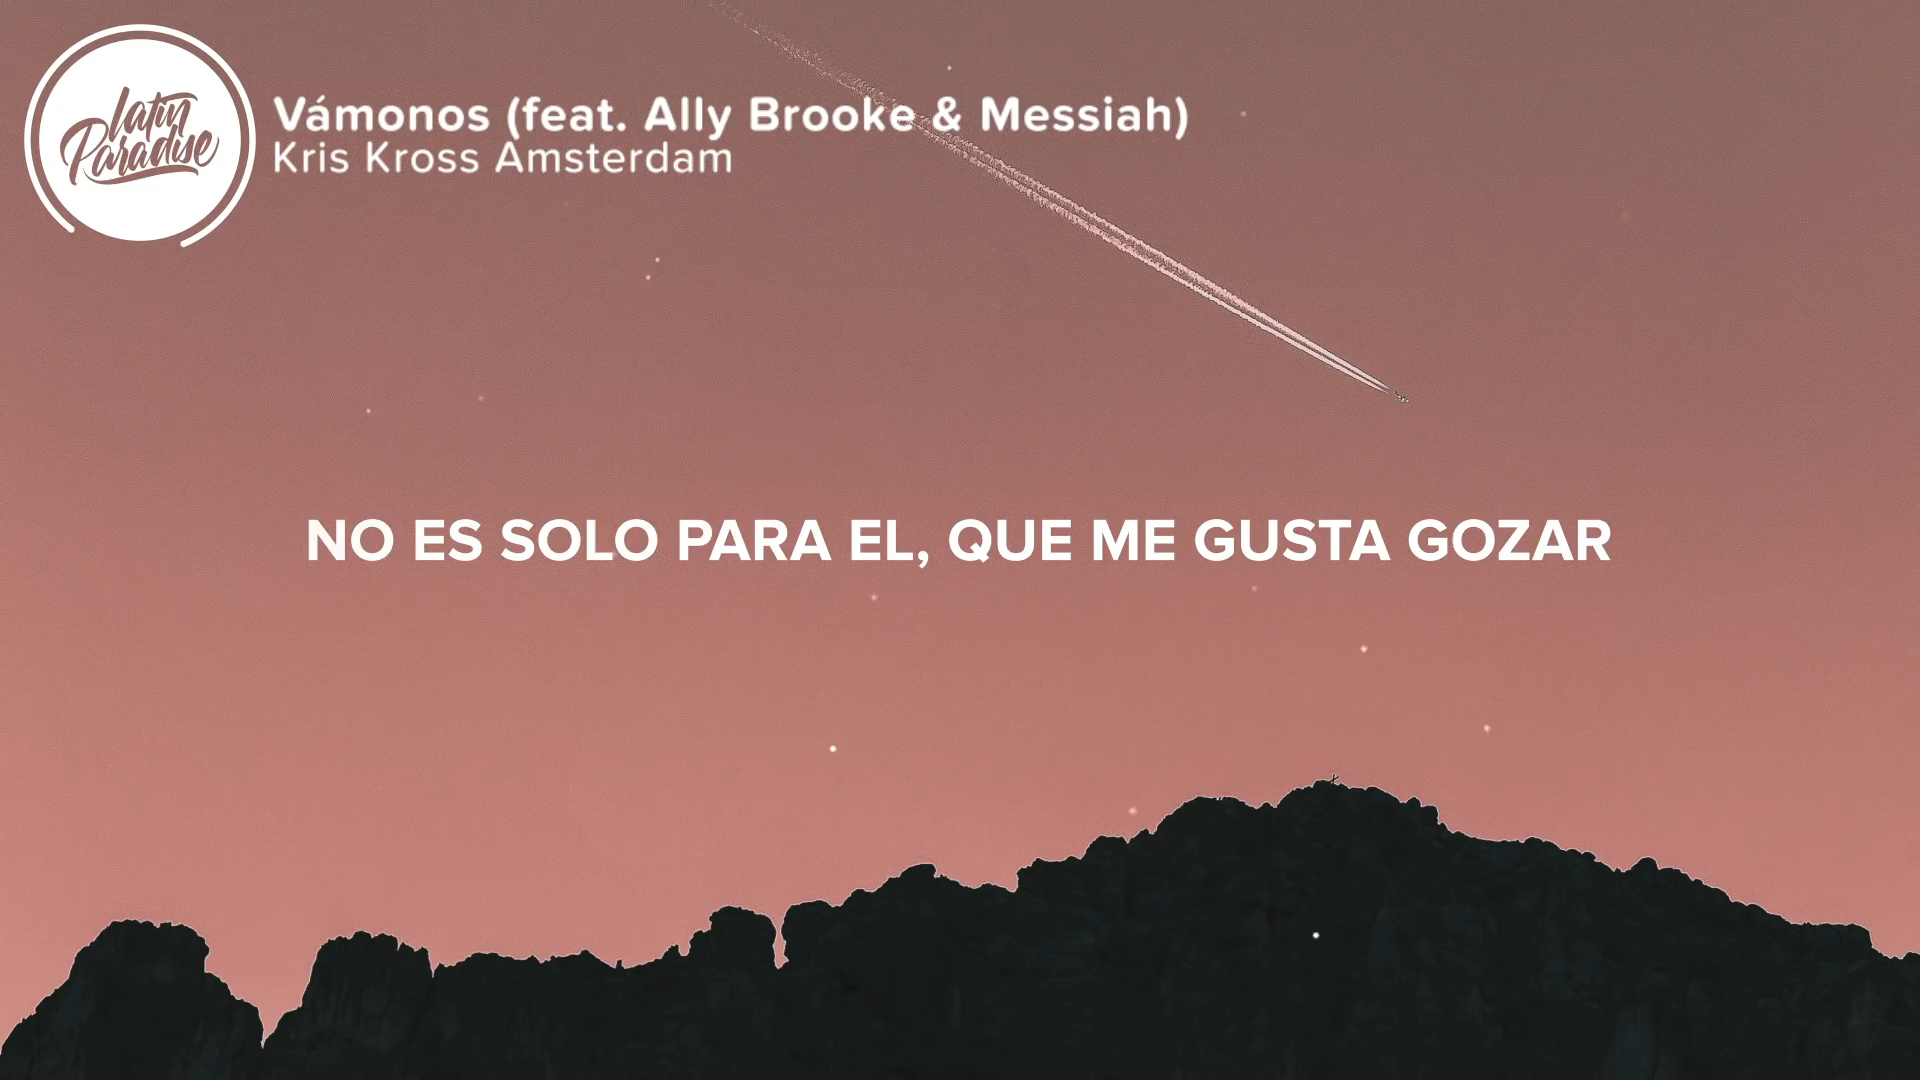 latin
Paradise
Vámonos (feat. Ally Brooke & Messiah)
Kris Kross Amsterdam
NO ES SOLO PARA EL, QUE ME GUSTA GOZAR